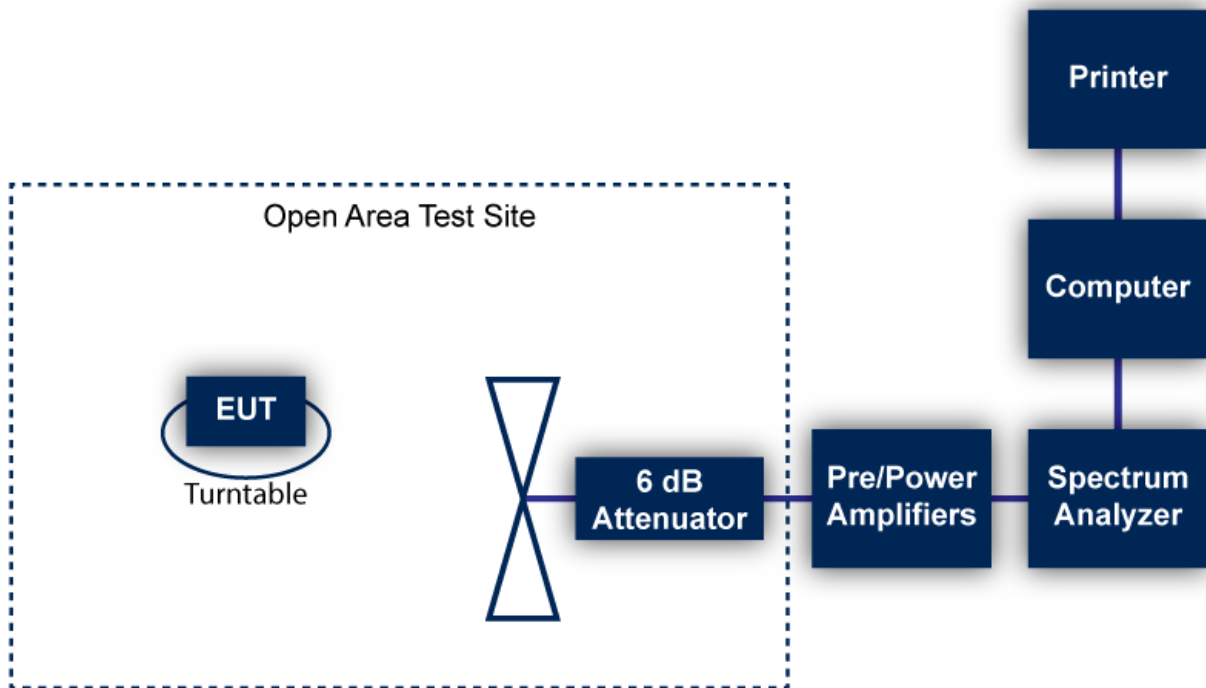 Printer
Open Area Test Site
Computer
EUT
Turntable
6 dB
Attenuator
Pre/Power
Amplifiers
Spectrum
Analyzer